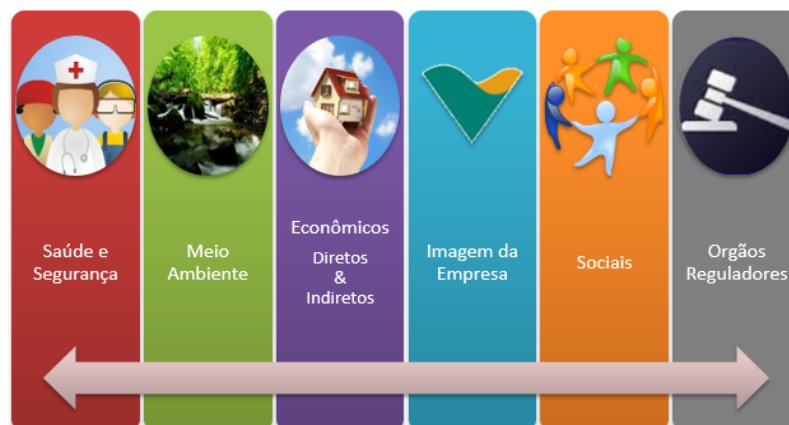 Saúde e
Segurança
Meio
Ambiente
Econômicos
Diretos
&
Indiretos
Imagem da
Empresa
Sociais
Orgãos
Reguladores